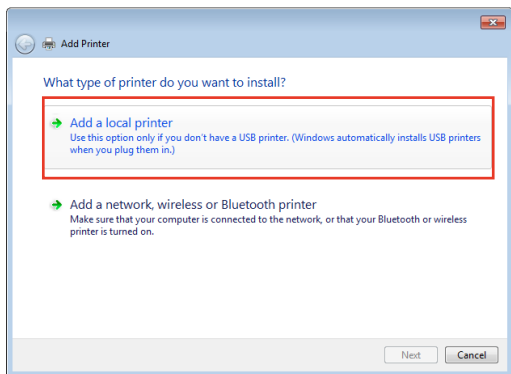 Add Printer
What type of printer do you want to install?
Add a local printer
Use this option only if you don't have a USB printer. (Windows automatically installs USB printers
when you plug them in.)
Add a network, wireless or Bluetooth printer
Make sure that your computer is connected to the network, or that your Bluetooth or wireless
printer is turned on.
Next
Cancel